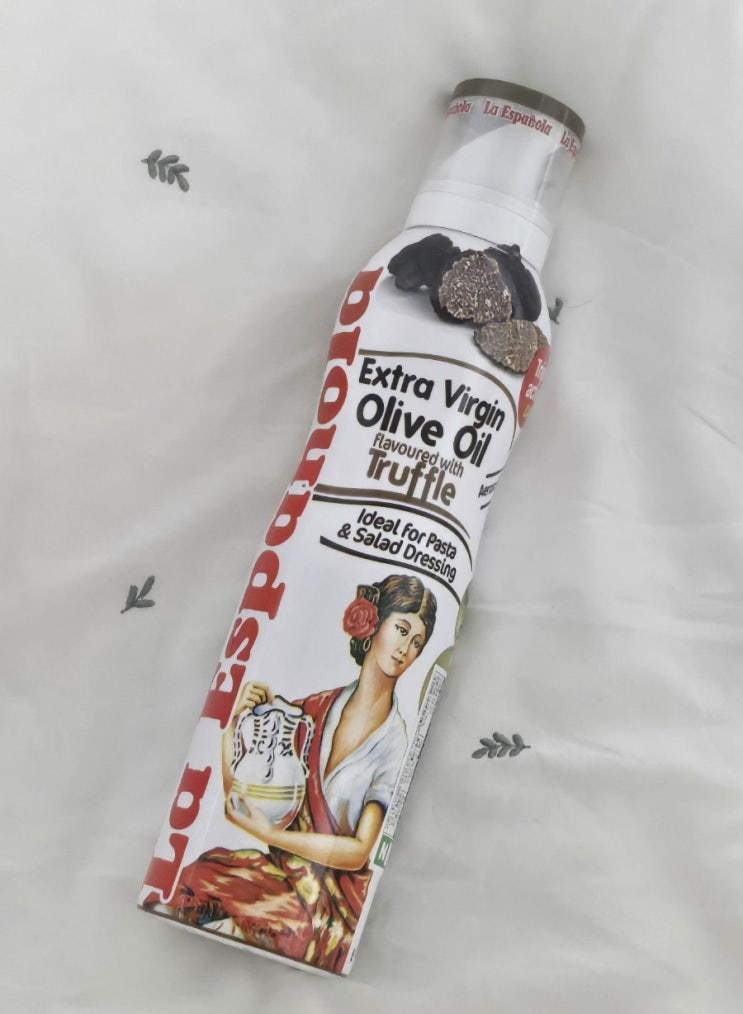 La Española
La Española
Extra Virgin
Olive Oil
flavoured with
Truffle
Ideal for Pasta
& Salad Dressing